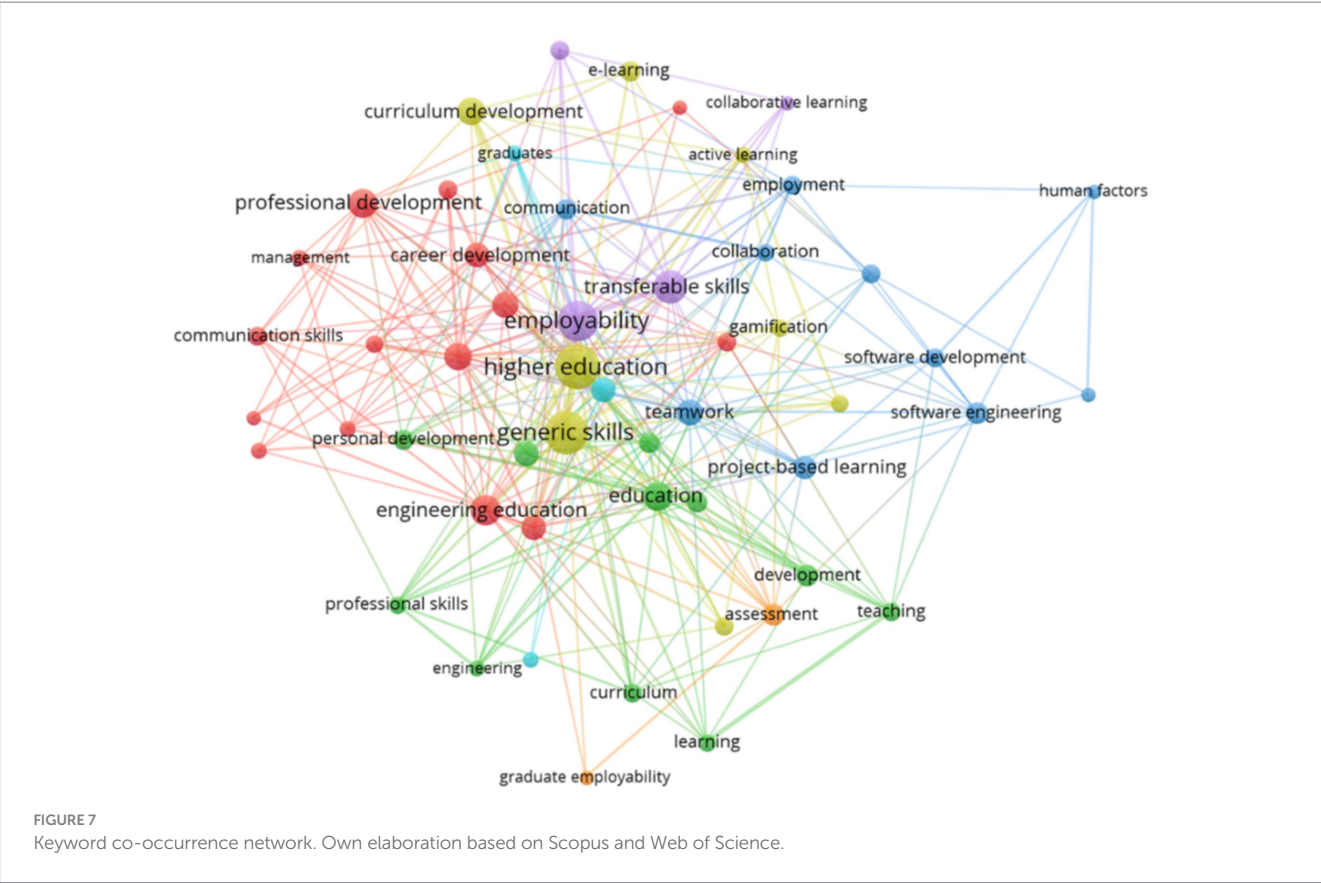 e-learning
collaborative learning
curriculum development
graduates
active learning
employment
human factors
professional development
communication
management
career development
collaboration
transferable skills
employability
gamification
communication skills
software development
higher education
teamwork
software engineering
personal development
generic skills
project-based learning
education
engineering education
development
professional skills
assessment
teaching
engineering
curriculum
learning
graduate employability
FIGURE 7
Keyword co-occurrence network. Own elaboration based on Scopus and Web of Science.